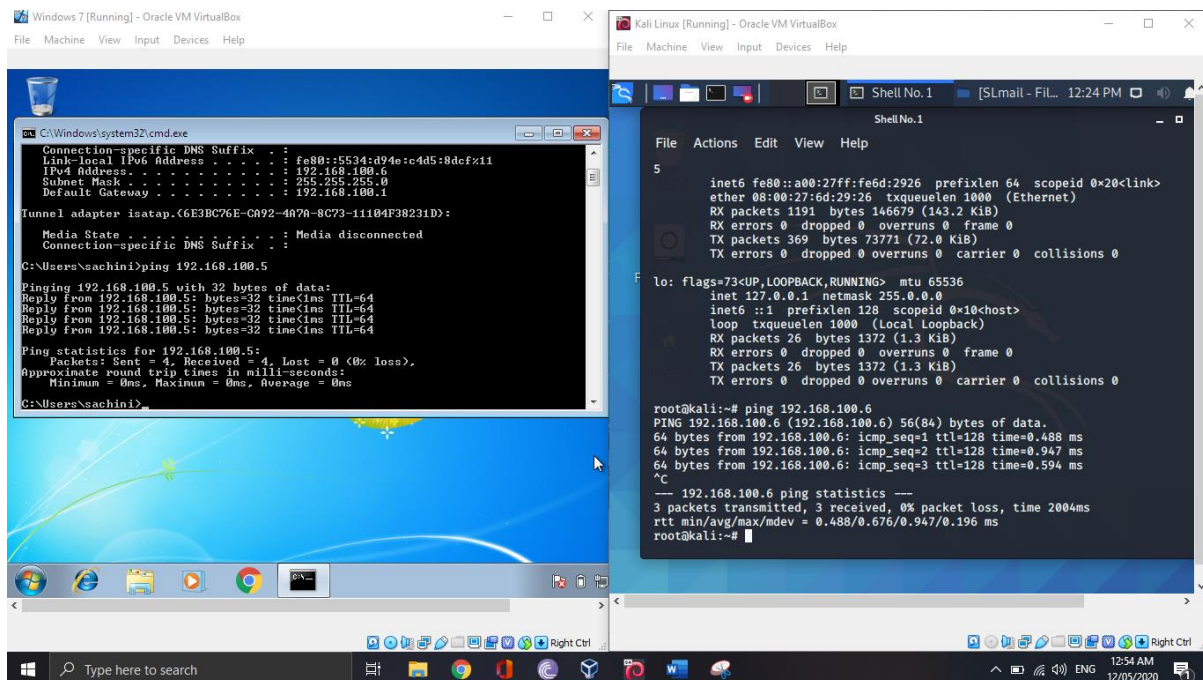 Windows 7 [Running] - Oracle VM VirtualBox
File Machine View Input Devices Help
C:\Windows\system32\cmd.exe
Connection-specific DNS Suffix . :
Link-local IPv6 Address . . . . . : fe80::5534:d94e:c4d5:8dcf%11
IPv4 Address. . . . . . . . . . . : 192.168.100.6
Subnet Mask . . . . . . . . . . . : 255.255.255.0
Default Gateway . . . . . . . . . : 192.168.100.1
Tunnel adapter isatap.{6E3BC76E-CA92-4A7A-8C73-11104F38231D}:
Media State . . . . . . . . . . . : Media disconnected
Connection-specific DNS Suffix . :
C:\Users\sachini>ping 192.168.100.5
Pinging 192.168.100.5 with 32 bytes of data:
Reply from 192.168.100.5: bytes=32 time<1ms TTL=64
Reply from 192.168.100.5: bytes=32 time<1ms TTL=64
Reply from 192.168.100.5: bytes=32 time<1ms TTL=64
Reply from 192.168.100.5: bytes=32 time<1ms TTL=64
Ping statistics for 192.168.100.5:
Packets: Sent = 4, Received = 4, Lost = 0 (0% loss),
Approximate round trip times in milli-seconds:
Minimum = 0ms, Maximum = 0ms, Average = 0ms
C:\Users\sachini>_
Right Ctrl
Kali Linux [Running] - Oracle VM VirtualBox
File Machine View Input Devices Help
Shell No. 1 [SLmail - Fil... 12:24 PM
Shell No. 1
File Actions Edit View Help
5
inet6 fe80::a00:27ff:fe6d:2926 prefixlen 64 scopeid 0×20<link>
ether 08:00:27:6d:29:26 txqueuelen 1000 (Ethernet)
RX packets 1191 bytes 146679 (143.2 KiB)
RX errors 0 dropped 0 overruns 0 frame 0
TX packets 369 bytes 73771 (72.0 KiB)
TX errors 0 dropped 0 overruns 0 carrier 0 collisions 0
lo: flags=73<UP,LOOPBACK,RUNNING> mtu 65536
inet 127.0.0.1 netmask 255.0.0.0
inet6 ::1 prefixlen 128 scopeid 0×10<host>
loop txqueuelen 1000 (Local Loopback)
RX packets 26 bytes 1372 (1.3 KiB)
RX errors 0 dropped 0 overruns 0 frame 0
TX packets 26 bytes 1372 (1.3 KiB)
TX errors 0 dropped 0 overruns 0 carrier 0 collisions 0
root@kali:~# ping 192.168.100.6
PING 192.168.100.6 (192.168.100.6) 56(84) bytes of data.
64 bytes from 192.168.100.6: icmp_seq=1 ttl=128 time=0.488 ms
64 bytes from 192.168.100.6: icmp_seq=2 ttl=128 time=0.947 ms
64 bytes from 192.168.100.6: icmp_seq=3 ttl=128 time=0.594 ms
^C
--- 192.168.100.6 ping statistics ---
3 packets transmitted, 3 received, 0% packet loss, time 2004ms
rtt min/avg/max/mdev = 0.488/0.676/0.947/0.196 ms
root@kali:~#
Right Ctrl
Type here to search
ENG
12:54 AM
12/05/2020